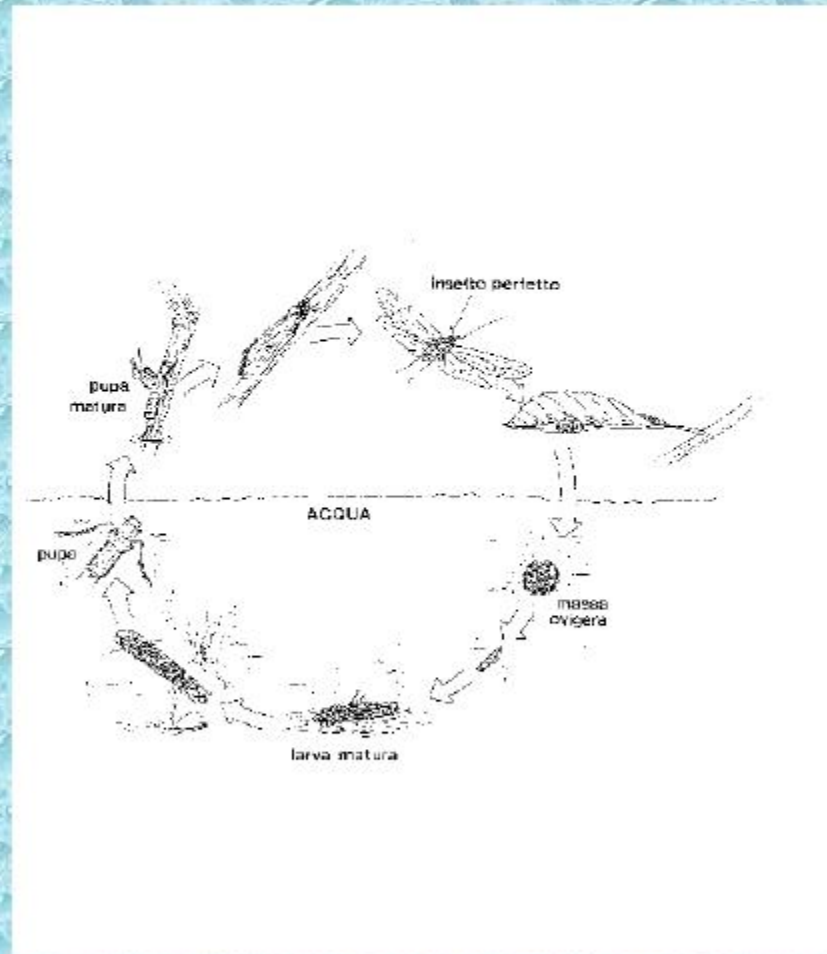 insetto perfetto
pupa
matura
ACQUA
pupa
massa
ovigera
larva matura